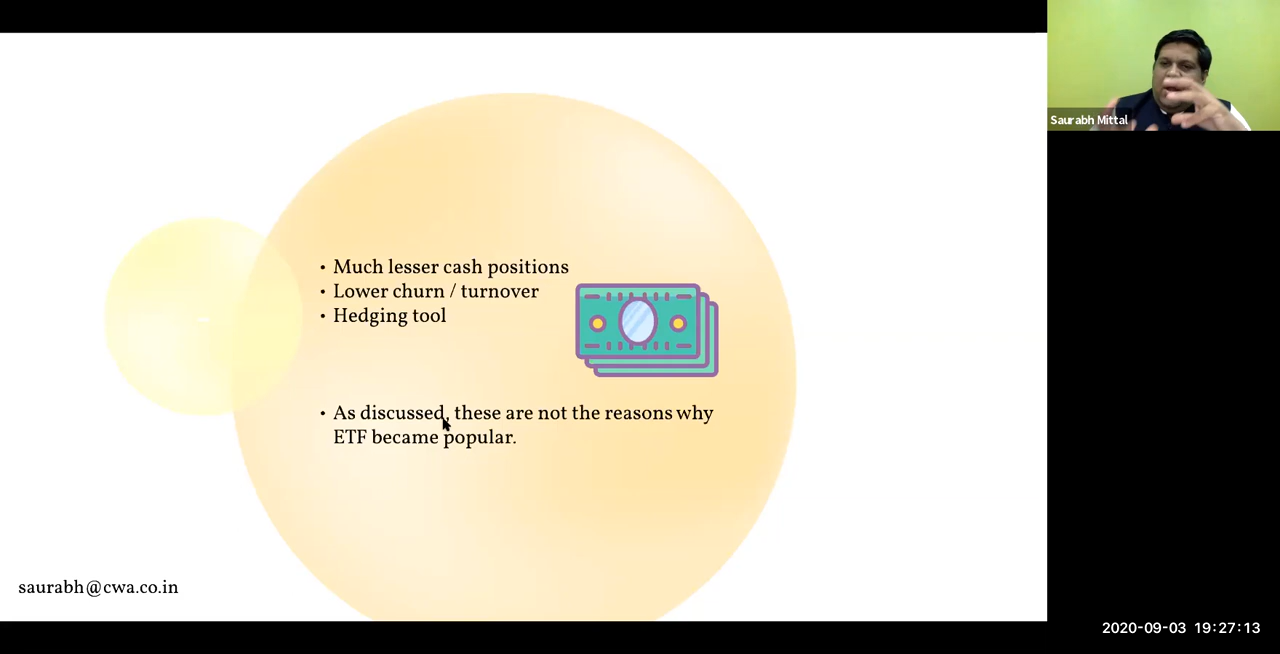 • Much lesser cash positions
• Lower churn / turnover
• Hedging tool
• As discussed, these are not the reasons why
ETF became popular.
saurabh@cwa.co.in
Saurabh Mittal
2020-09-03 19:27:13